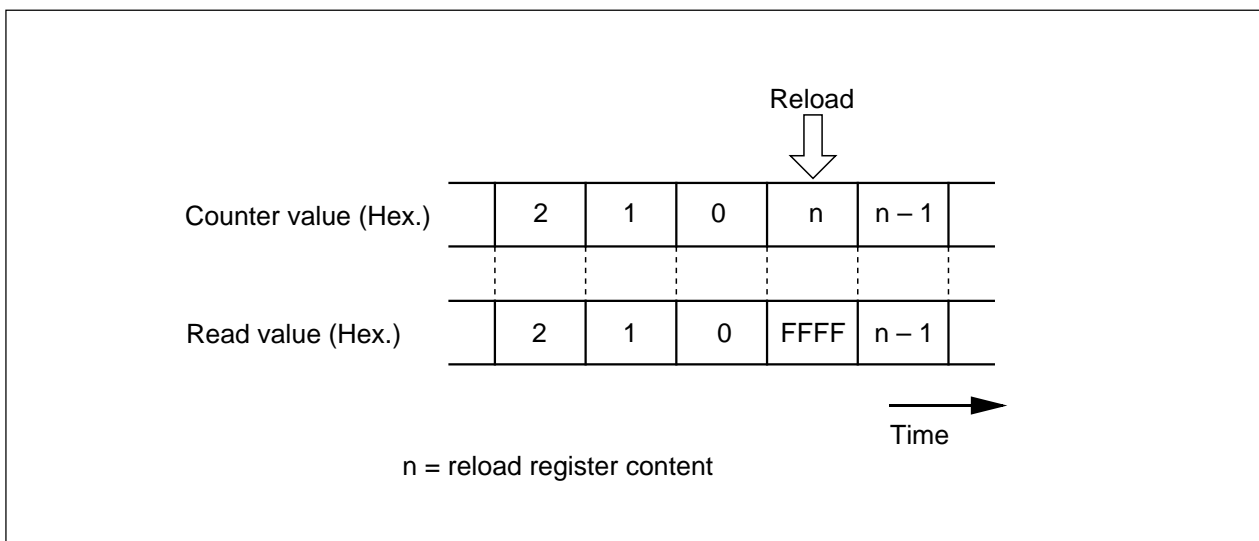 Reload
Counter value (Hex.) 2 1 0 n n – 1
Read value (Hex.) 2 1 0 FFFF n – 1
Time
n = reload register content